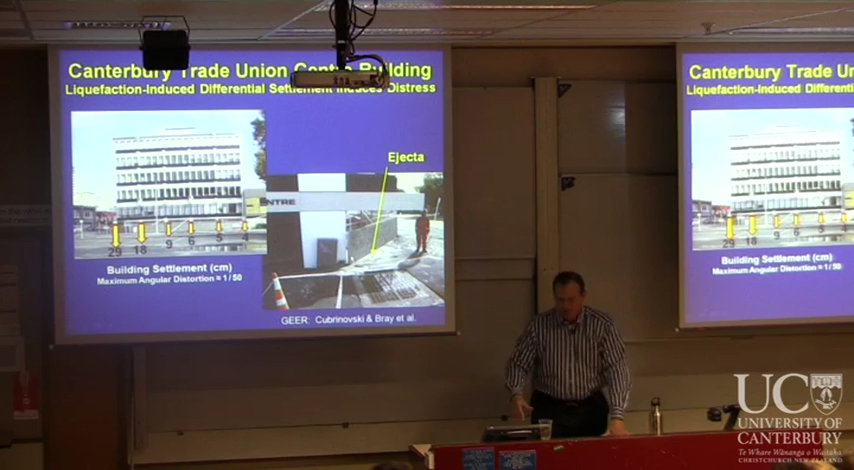 Canterbury Trade Union Centre Building
Liquefaction-Induced Differential Settlement Induces Distress
Ejecta
ENTRE
29 18 9 6 5 4
Building Settlement (cm)
Maximum Angular Distortion ≈ 1/50
GEER: Cubrinovski & Bray et al.
Canterbury Trade Un
Liquefaction-Induced Different
29 18 9 6 5
Building Settlement (cm)
Maximum Angular Distortion ≈ 1/50
UC
UNIVERSITY OF
CANTERBURY
Te Whare Wānanga o Waitaha
CHRISTCHURCH NEW ZEALAND